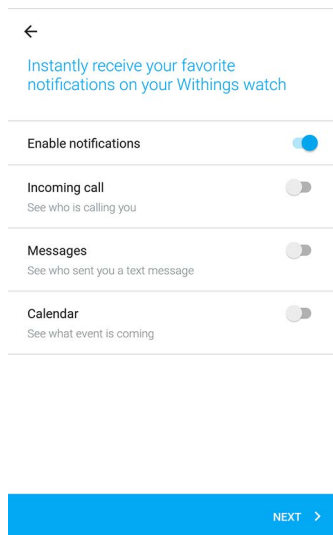 Instantly receive your favorite
notifications on your Withings watch
Enable notifications
Incoming call
See who is calling you
Messages
See who sent you a text message
Calendar
See what event is coming
NEXT